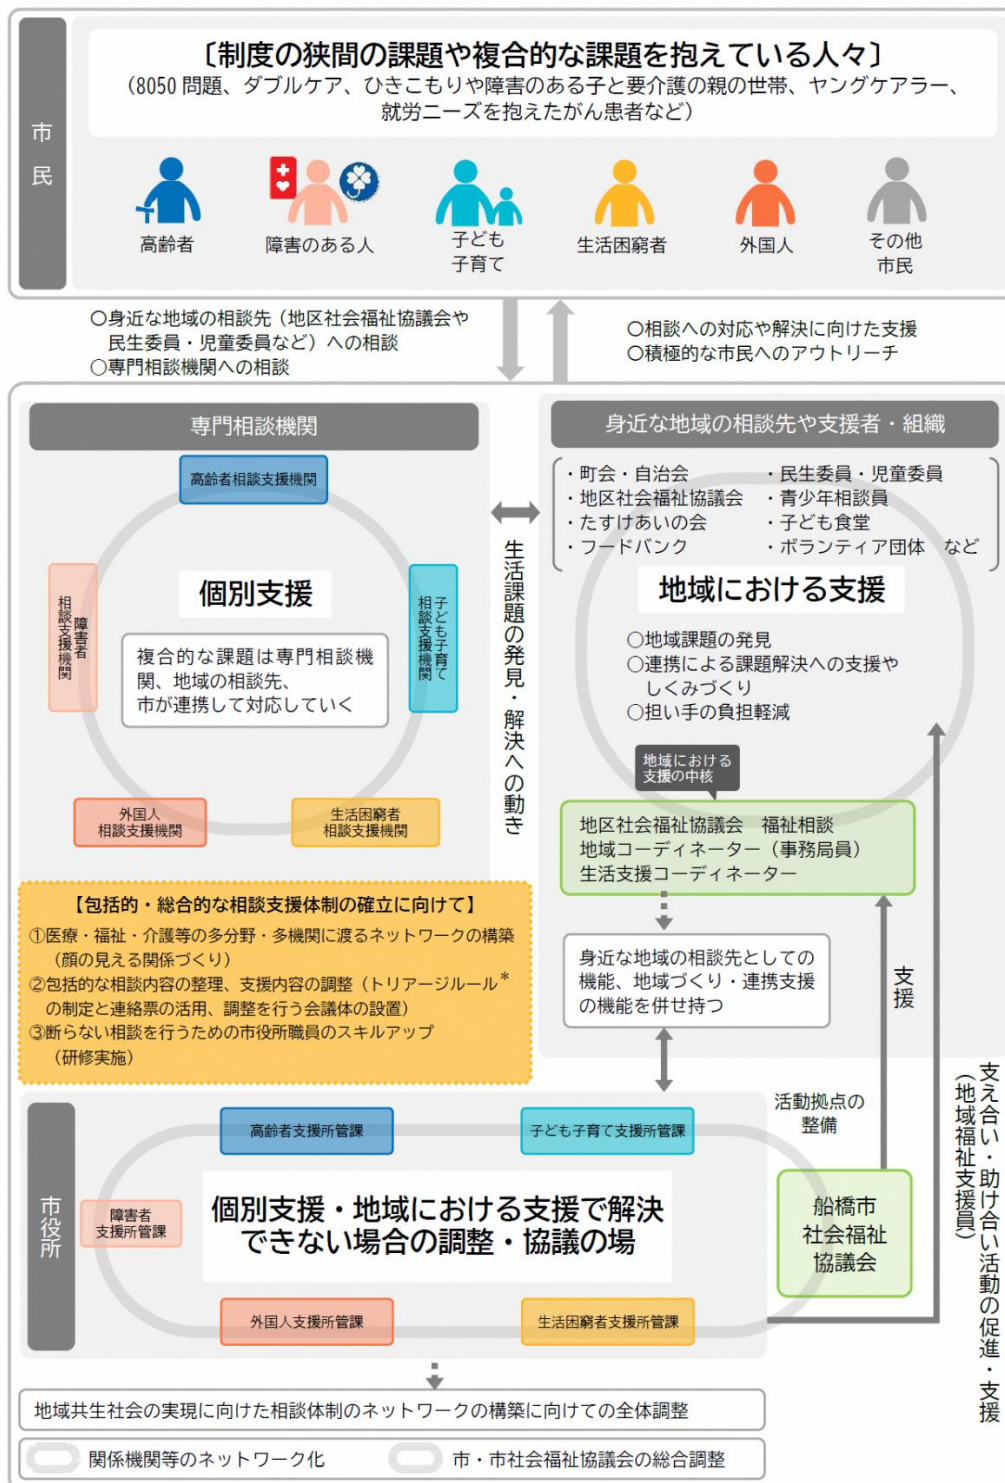 市民
〔制度の狭間の課題や複合的な課題を抱えている人々〕
（8050 問題、ダブルケア、ひきこもりや障害のある子と要介護の親の世帯、ヤングケアラー、
就労ニーズを抱えたがん患者など）
高齢者
障害のある人
子ども
子育て
生活困窮者
外国人
その他
市民
○身近な地域の相談先（地区社会福祉協議会や
民生委員・児童委員など）への相談
○専門相談機関への相談
○相談への対応や解決に向けた支援
○積極的な市民へのアウトリーチ
専門相談機関
高齢者相談支援機関
障害者
相談支援機関
個別支援
子ども子育て
相談支援機関
複合的な課題は専門相談機
関、地域の相談先、
市が連携して対応していく
外国人
相談支援機関
生活困窮者
相談支援機関
生活課題の発見・解決への動き
身近な地域の相談先や支援者・組織
・町会・自治会
・地区社会福祉協議会
・たすけあいの会
・フードバンク
・民生委員・児童委員
・青少年相談員
・子ども食堂
・ボランティア団体　など
地域における支援
○地域課題の発見
○連携による課題解決への支援や
しくみづくり
○担い手の負担軽減
地域における
支援の中核
地区社会福祉協議会　福祉相談
地域コーディネーター（事務局員）
生活支援コーディネーター
身近な地域の相談先としての
機能、地域づくり・連携支援
の機能を併せ持つ
【包括的・総合的な相談支援体制の確立に向けて】
①医療・福祉・介護等の多分野・多機関に渡るネットワークの構築
（顔の見える関係づくり）
②包括的な相談内容の整理、支援内容の調整（トリアージルール＊
の制定と連絡票の活用、調整を行う会議体の設置）
③断らない相談を行うための市役所職員のスキルアップ
（研修実施）
支援
支え合い・助け合い活動の促進・支援
（地域福祉支援員）
活動拠点の
整備
船橋市
社会福祉
協議会
市役所
高齢者支援所管課
子ども子育て支援所管課
障害者
支援所管課
個別支援・地域における支援で解決
できない場合の調整・協議の場
外国人支援所管課
生活困窮者支援所管課
地域共生社会の実現に向けた相談体制のネットワークの構築に向けての全体調整
関係機関等のネットワーク化
市・市社会福祉協議会の総合調整